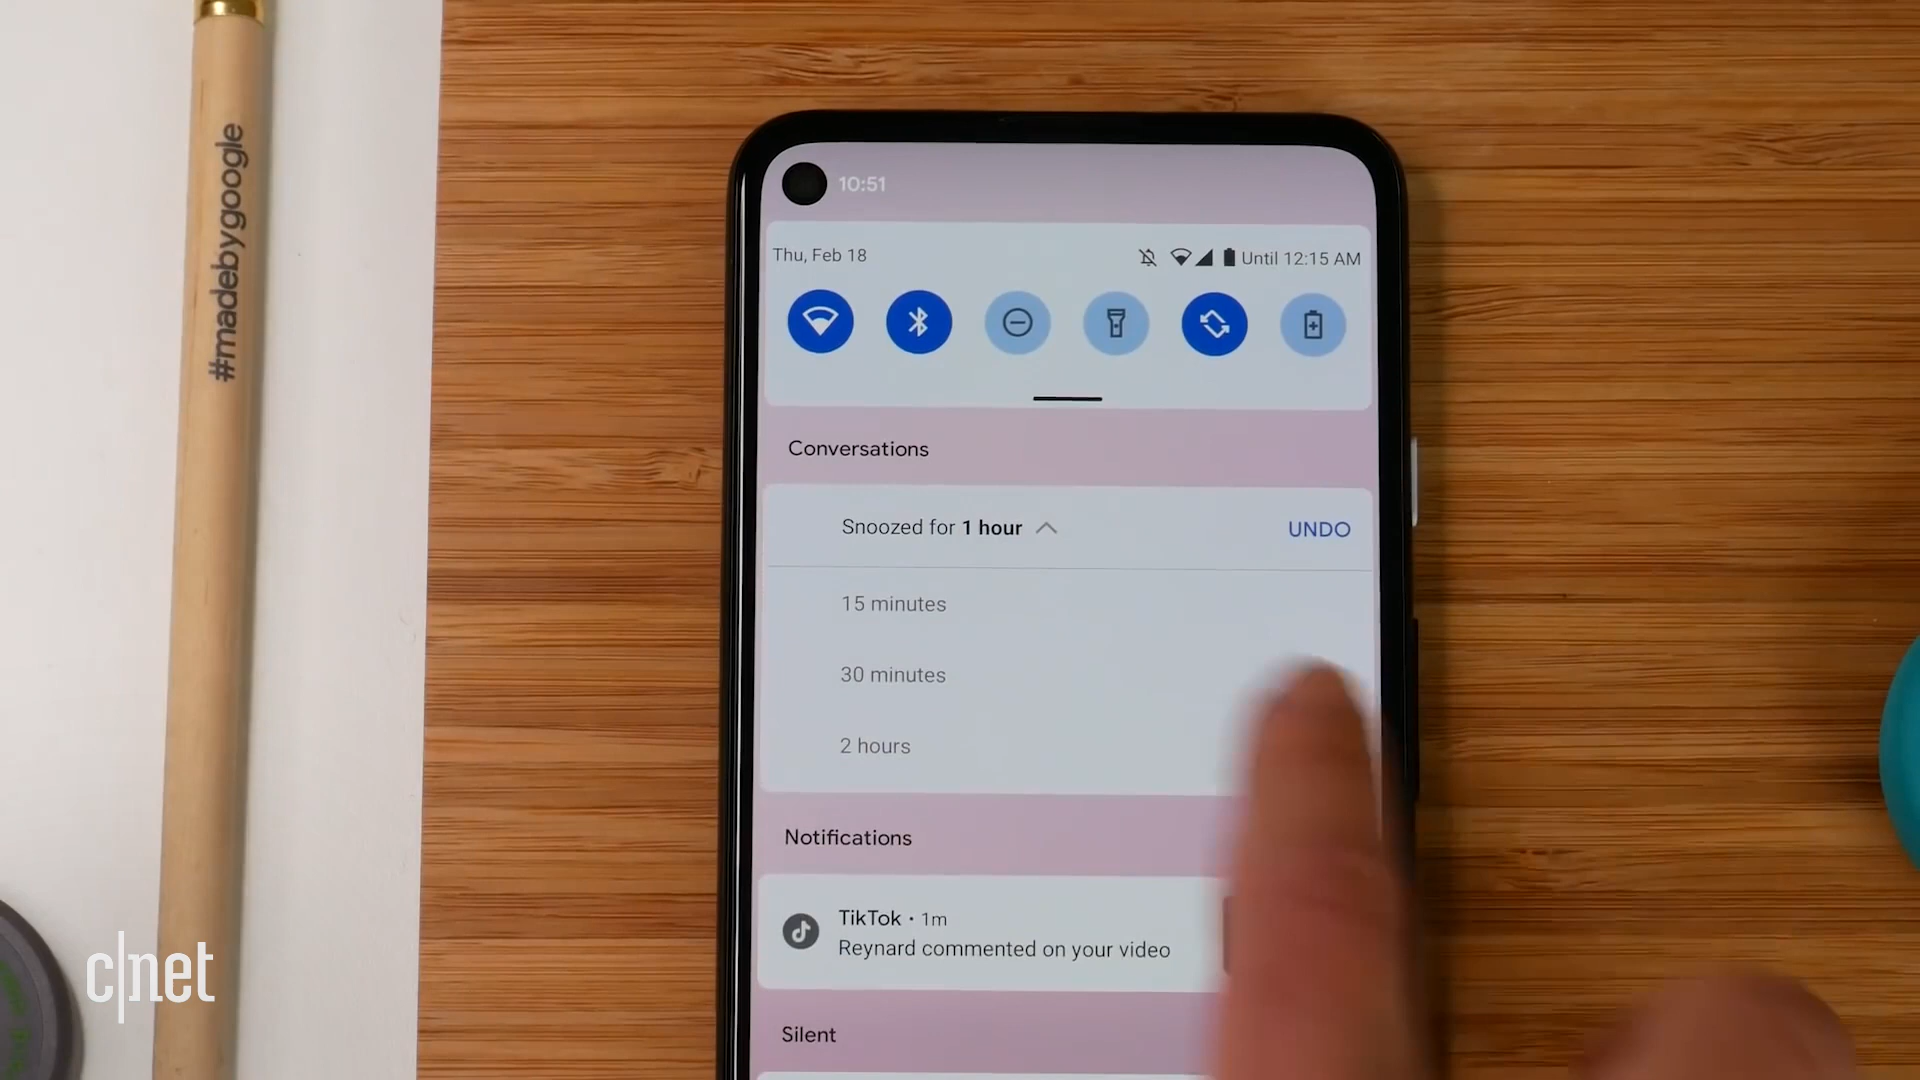 #madebygoogle
10:51
Thu, Feb 18
Until 12:15 AM
Conversations
Snoozed for 1 hour
UNDO
15 minutes
30 minutes
2 hours
Notifications
TikTok • 1m
Reynard commented on your video
Silent
c|net